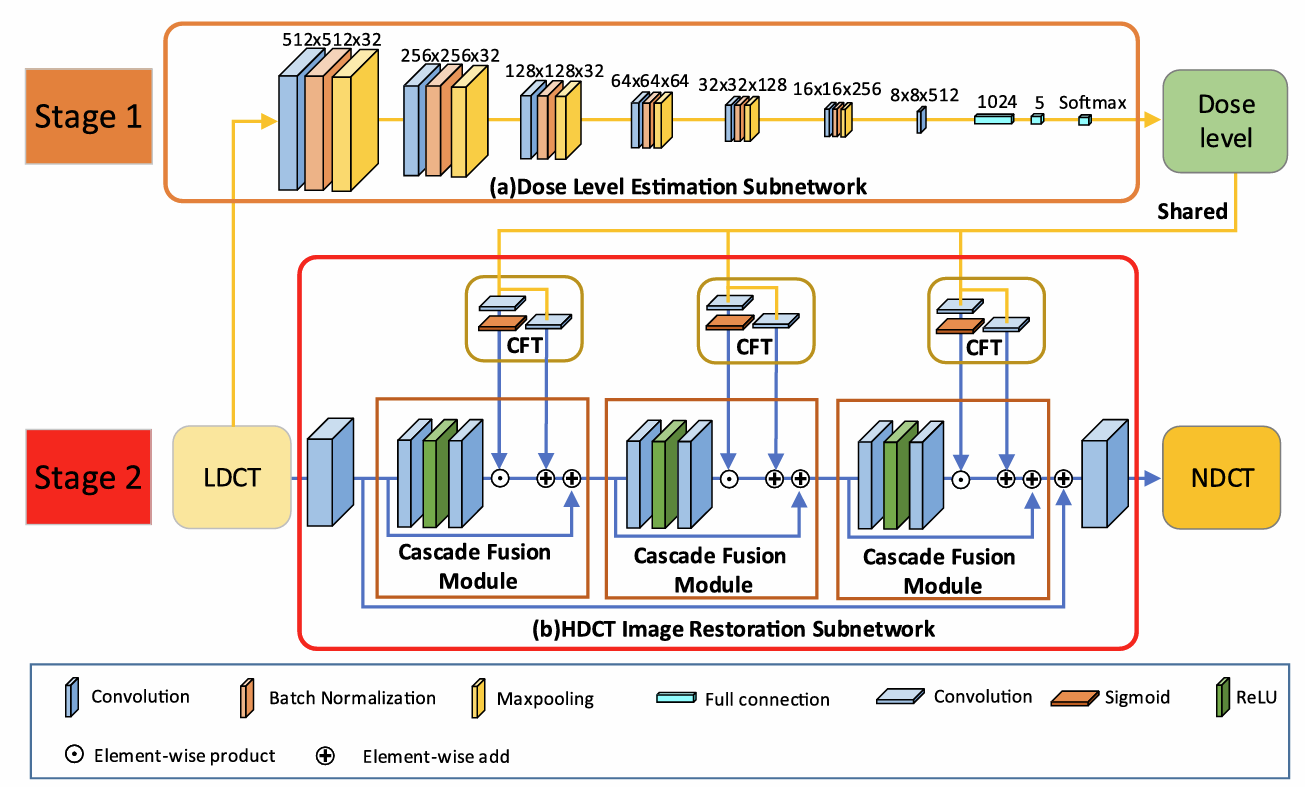 Stage 1
512x512x32
256x256x32
128x128x32
64x64x64
32x32x128
16x16x256
8x8x512
1024
5
Softmax
Dose
level
(a)Dose Level Estimation Subnetwork
Shared
CFT
CFT
CFT
Stage 2
LDCT
NDCT
Cascade Fusion
Module
Cascade Fusion
Module
Cascade Fusion
Module
(b)HDCT Image Restoration Subnetwork
Convolution
Batch Normalization
Maxpooling
Full connection
Convolution
Sigmoid
ReLU
Element-wise product
Element-wise add